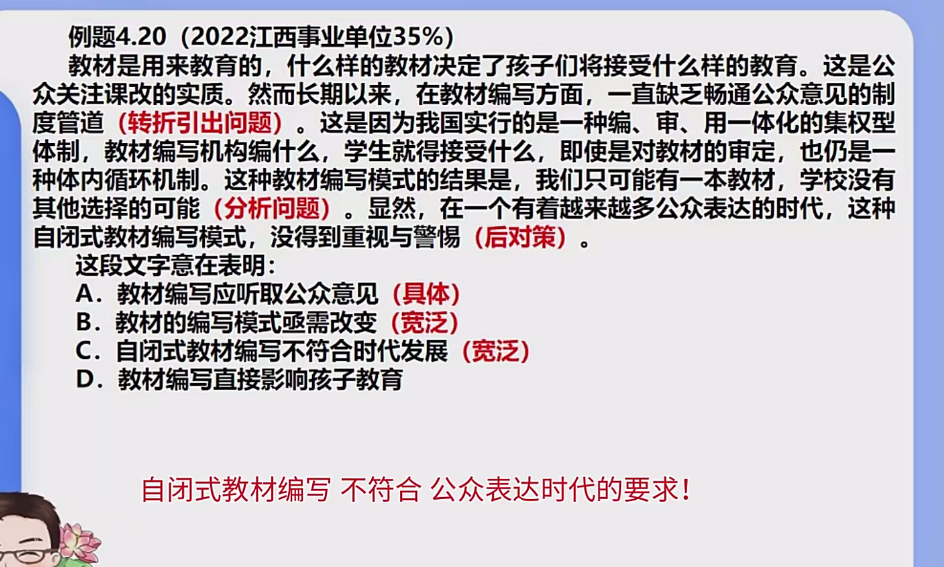 例题4.20（2022江西事业单位35%）
教材是用来教育的，什么样的教材决定了孩子们将接受什么样的教育。这是公
众关注课改的实质。然而长期以来，在教材编写方面，一直缺乏畅通公众意见的制
度管道（转折引出问题）。这是因为我国实行的是一种编、审、用一体化的集权型
体制，教材编写机构编什么，学生就得接受什么，即使是对教材的审定，也仍是一
种体内循环机制。这种教材编写模式的结果是，我们只可能有一本教材，学校没有
其他选择的可能（分析问题）。显然，在一个有着越来越多公众表达的时代，这种
自闭式教材编写模式，没得到重视与警惕（后对策）。
这段文字意在表明：
A．教材编写应听取公众意见（具体）
B．教材的编写模式亟需改变（宽泛）
C．自闭式教材编写不符合时代发展（宽泛）
D．教材编写直接影响孩子教育
自闭式教材编写 不符合 公众表达时代的要求！